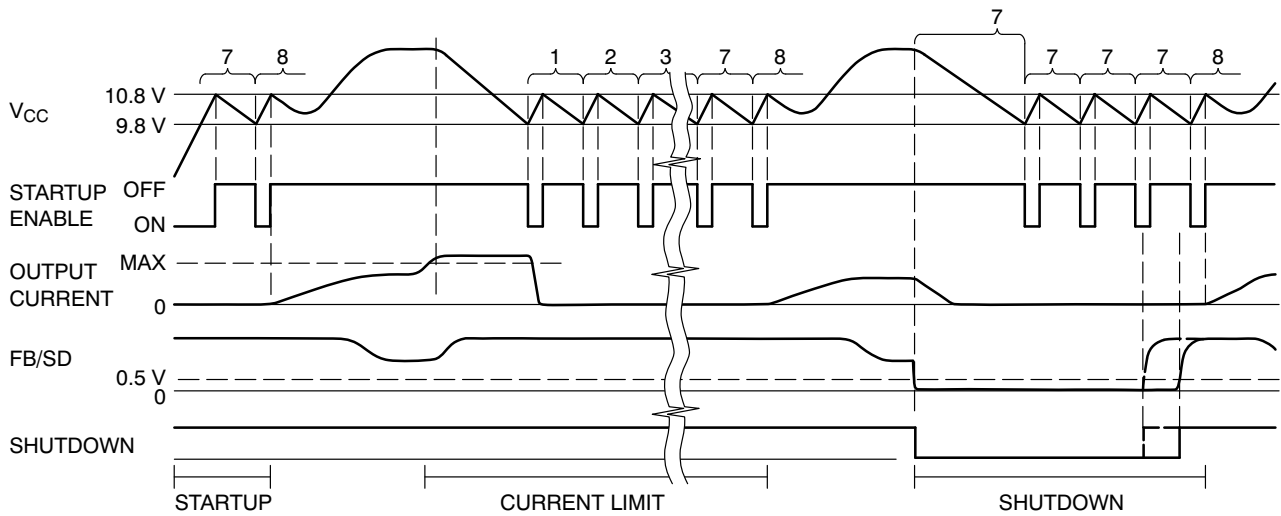 7
7 8 1 2 3 7 8 7 7 7 8
10.8 V
V_CC
9.8 V
STARTUP OFF
ENABLE ON
MAX
OUTPUT
CURRENT
0
FB/SD
0.5 V
0
SHUTDOWN
STARTUP CURRENT LIMIT SHUTDOWN